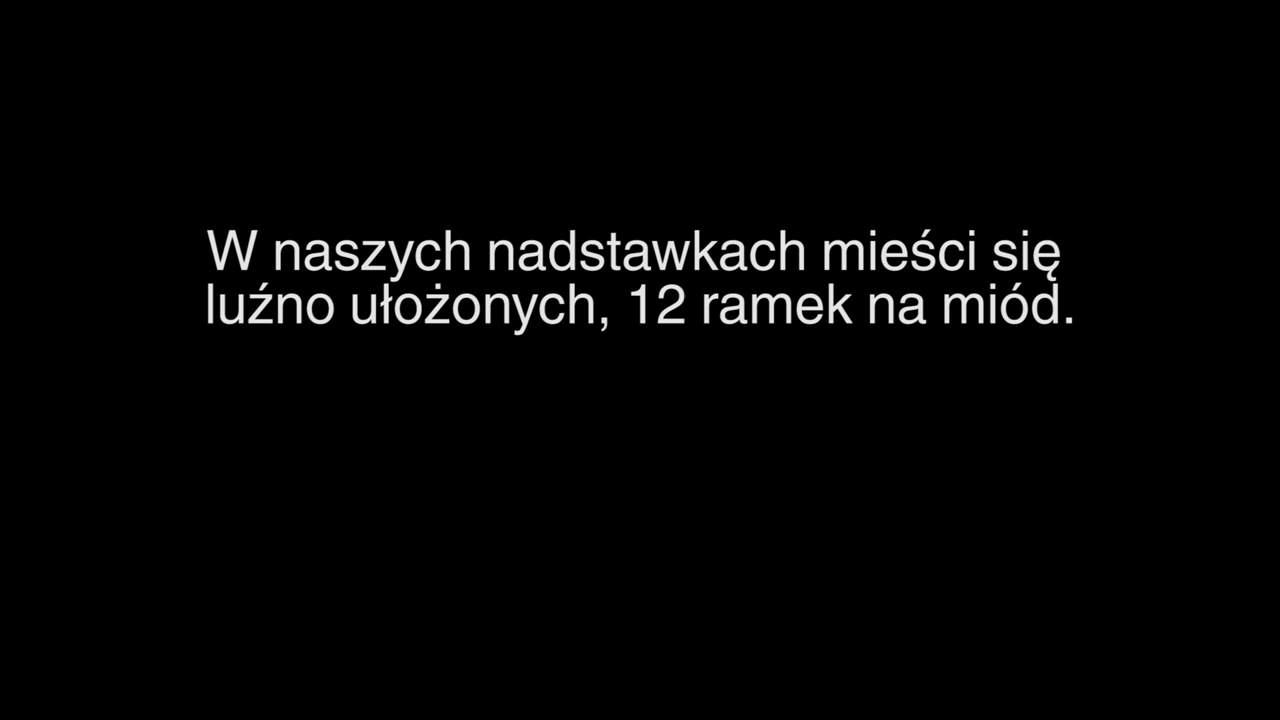 W naszych nadstawkach mieści się
luźno ułożonych, 12 ramek na miód.